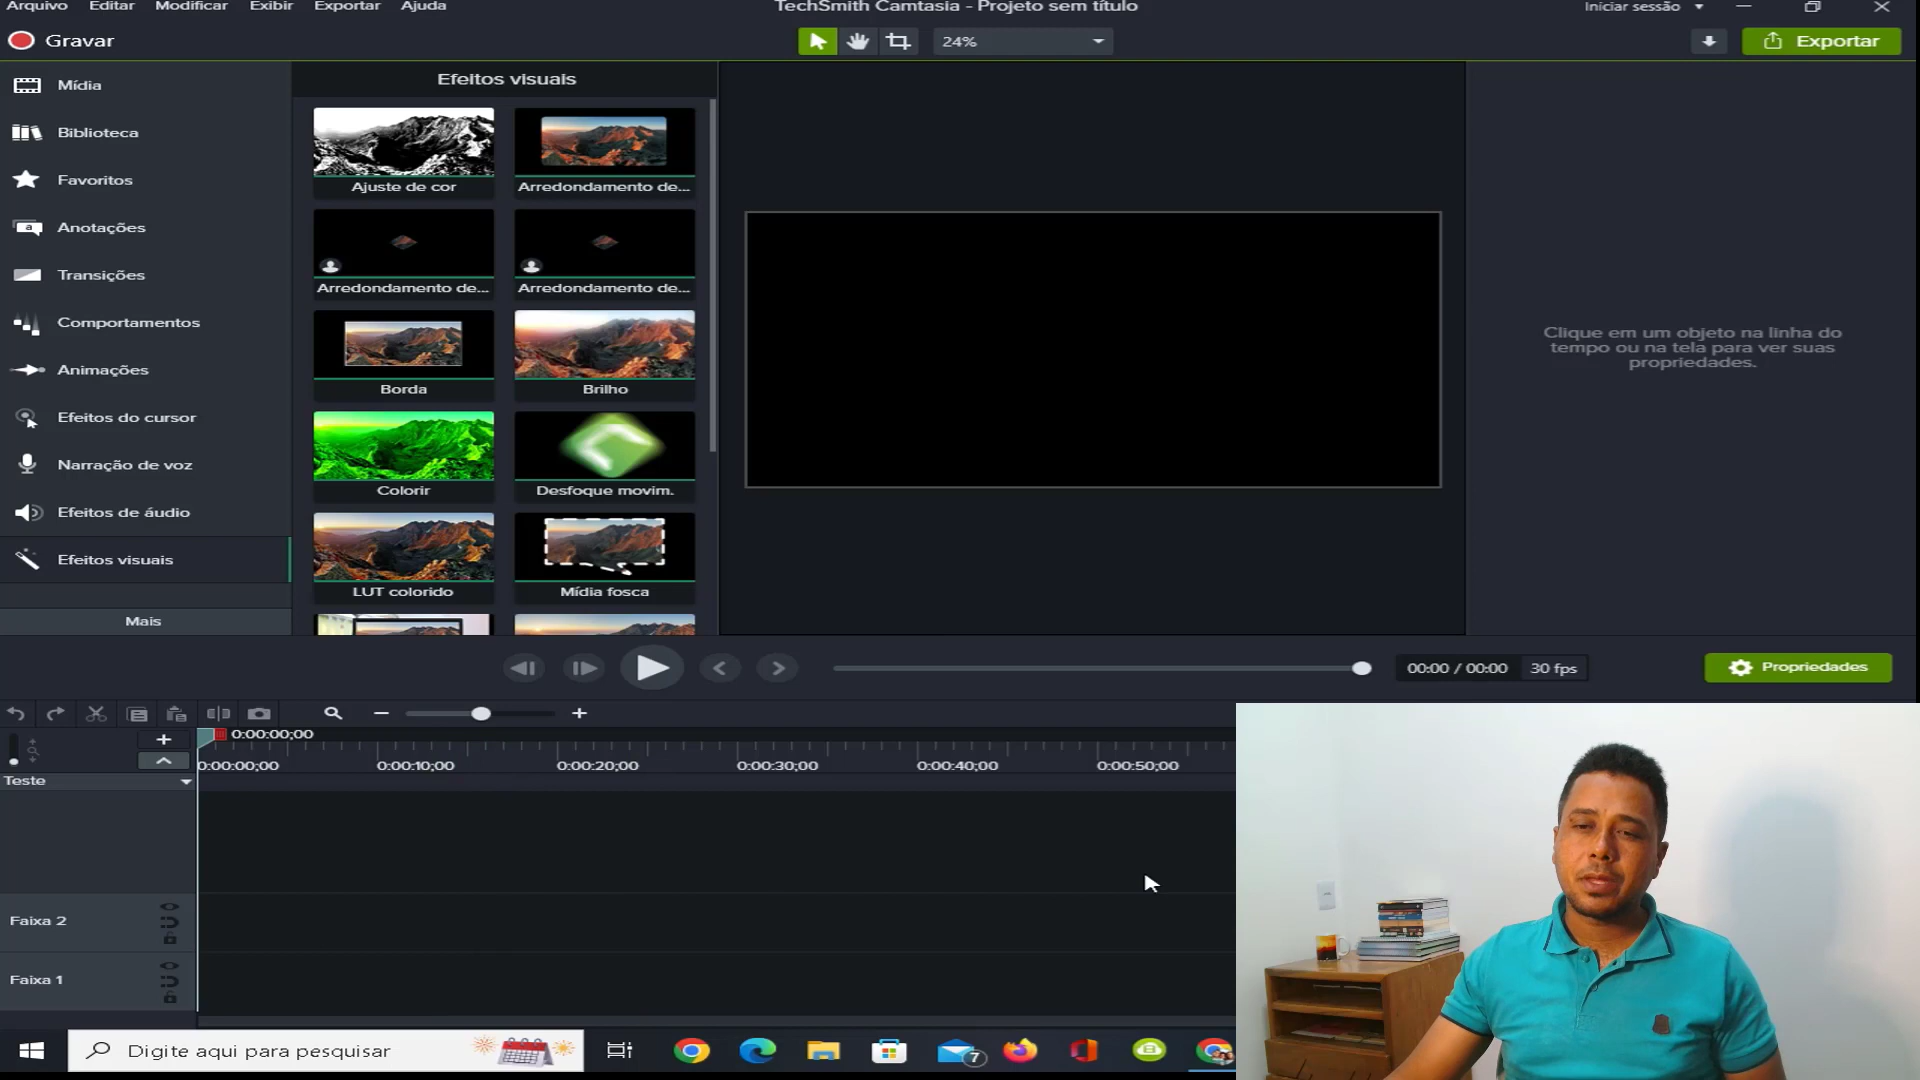 Arquivo Editar Modificar Exibir Exportar Ajuda
TechSmith Camtasia - Projeto sem título
Iniciar sessão
Gravar
24%
Exportar
Mídia
Biblioteca
Favoritos
Anotações
Transições
Comportamentos
Animações
Efeitos do cursor
Narração de voz
Efeitos de áudio
Efeitos visuais
Mais
Efeitos visuais
Ajuste de cor
Arredondamento de...
Arredondamento de...
Arredondamento de...
Borda
Brilho
Colorir
Desfoque movim.
LUT colorido
Mídia fosca
Clique em um objeto na linha do
tempo ou na tela para ver suas
propriedades.
00:00 / 00:00
30 fps
Propriedades
0:00:00;00
0:00:00;00
0:00:10;00
0:00:20;00
0:00:30;00
0:00:40;00
0:00:50;00
Teste
Faixa 2
Faixa 1
Digite aqui para pesquisar
7